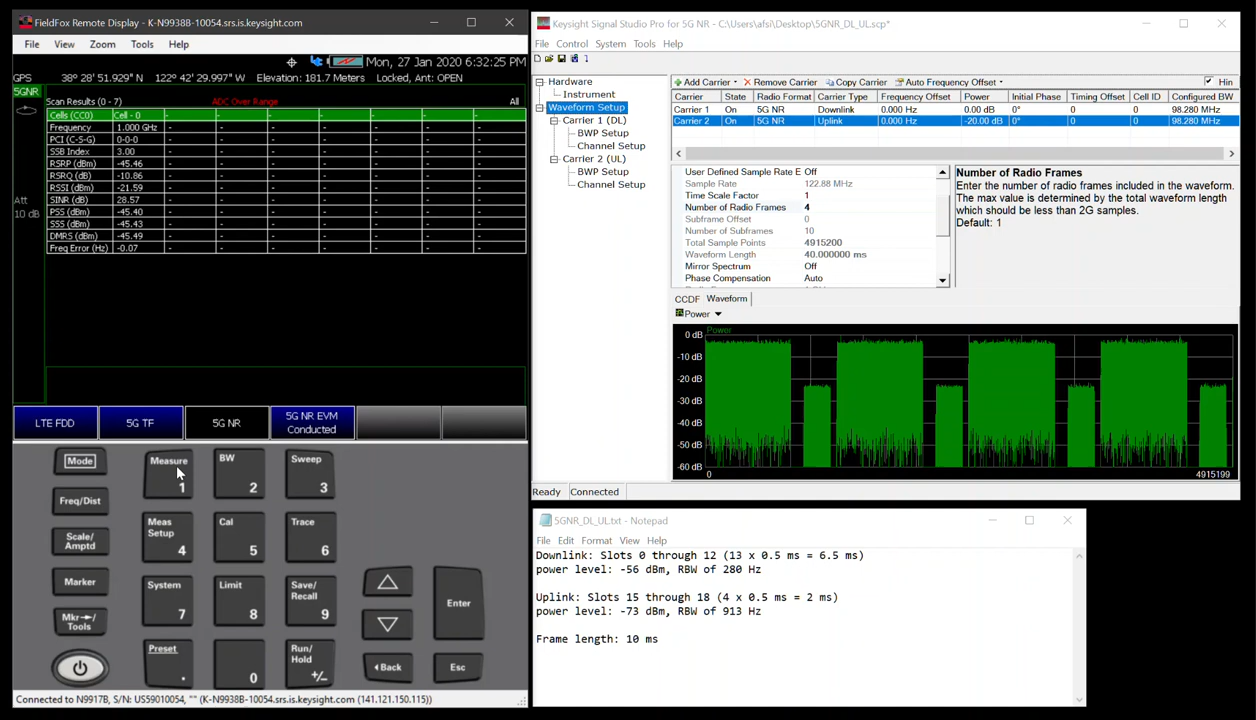 FieldFox Remote Display - K-N9938B-10054.srs.is.keysight.com
File View Zoom Tools Help
Mon, 27 Jan 2020 6:32:25 PM
GPS 38° 28' 51.929" N 122° 42' 29.997" W Elevation: 181.7 Meters Locked, Ant: OPEN
5GNR
Scan Results (0 - 7) ADC Over Range All
Cells (CC0) Cell - 0 - - - - - - -
Frequency 1.000 GHz - - - - - - -
PCI (C-S-G) 0-0-0 - - - - - - -
SSB Index 3.00 - - - - - - -
RSRP (dBm) -45.46 - - - - - - -
RSRQ (dB) -10.86 - - - - - - -
RSSI (dBm) -21.59 - - - - - - -
SINR (dB) 28.57 - - - - - - -
PSS (dBm) -45.40 - - - - - - -
SSS (dBm) -45.43 - - - - - - -
DMRS (dBm) -45.49 - - - - - - -
Freq Error (Hz) -0.07 - - - - - - -
Att
10 dB
LTE FDD 5G TF 5G NR 5G NR EVM
Conducted
Mode Measure 1 BW 2 Sweep 3
Freq/Dist
Scale/
Amptd Meas
Setup 4 Cal 5 Trace 6
Marker System 7 Limit 8 Save/
Recall 9 Enter
Mkr→/
Tools
Preset . 0 Run/
Hold +/- Back Esc
Connected to N9917B, S/N: US59010054, "" (K-N9938B-10054.srs.is.keysight.com (141.121.150.115))
Keysight Signal Studio Pro for 5G NR - C:\Users\afsi\Desktop\5GNR_DL_UL.scp*
File Control System Tools Help
Hardware
Instrument
Waveform Setup
Carrier 1 (DL)
BWP Setup
Channel Setup
Carrier 2 (UL)
BWP Setup
Channel Setup
Add Carrier Remove Carrier Copy Carrier Auto Frequency Offset Hin
Carrier State Radio Format Carrier Type Frequency Offset Power Initial Phase Timing Offset Cell ID Configured BW
Carrier 1 On 5G NR Downlink 0.000 Hz 0.00 dB 0° 0 0 98.280 MHz
Carrier 2 On 5G NR Uplink 0.000 Hz -20.00 dB 0° 0 0 98.280 MHz
User Defined Sample Rate E Off
Sample Rate 122.88 MHz
Time Scale Factor 1
Number of Radio Frames 4
Subframe Offset 0
Number of Subframes 10
Total Sample Points 4915200
Waveform Length 40.000000 ms
Mirror Spectrum Off
Phase Compensation Auto
Number of Radio Frames
Enter the number of radio frames included in the waveform.
The max value is determined by the total waveform length
which should be less than 2G samples.
Default: 1
CCDF Waveform
Power
Power
0 dB
-10 dB
-20 dB
-30 dB
-40 dB
-50 dB
-60 dB
0 4915199
Ready Connected
5GNR_DL_UL.txt - Notepad
File Edit Format View Help
Downlink: Slots 0 through 12 (13 x 0.5 ms = 6.5 ms)
power level: -56 dBm, RBW of 280 Hz
Uplink: Slots 15 through 18 (4 x 0.5 ms = 2 ms)
power level: -73 dBm, RBW of 913 Hz
Frame length: 10 ms